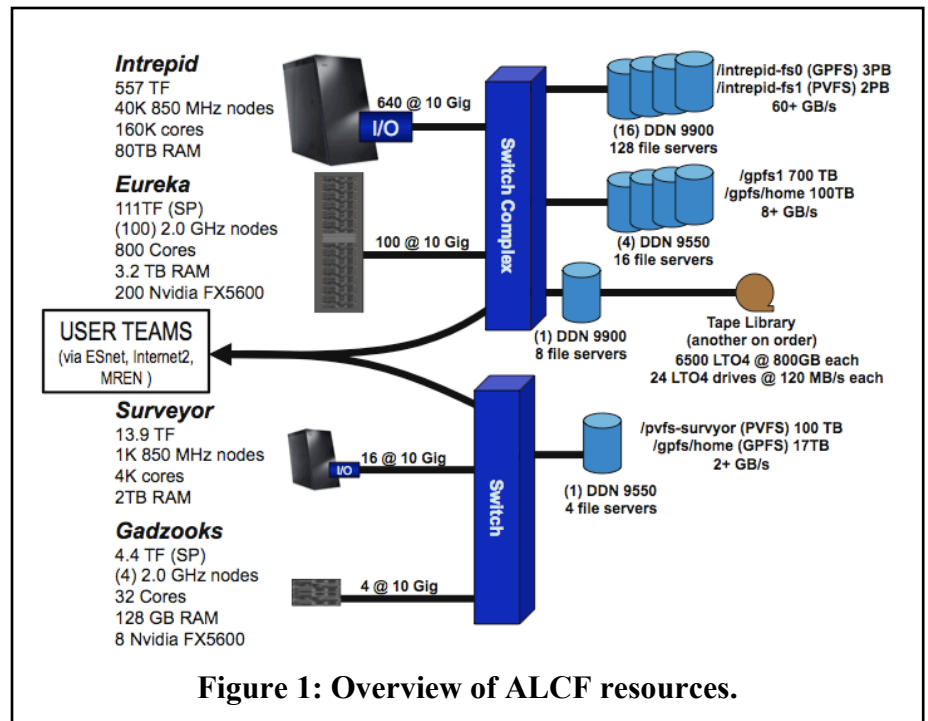 Intrepid
557 TF
40K 850 MHz nodes
160K cores
80TB RAM
640 @ 10 Gig
I/O
Eureka
111TF (SP)
(100) 2.0 GHz nodes
800 Cores
3.2 TB RAM
200 Nvidia FX5600
100 @ 10 Gig
Switch Complex
/intrepid-fs0 (GPFS) 3PB
/intrepid-fs1 (PVFS) 2PB
60+ GB/s
(16) DDN 9900
128 file servers
/gpfs1 700 TB
/gpfs/home 100TB
8+ GB/s
(4) DDN 9550
16 file servers
(1) DDN 9900
8 file servers
Tape Library
(another on order)
6500 LTO4 @ 800GB each
24 LTO4 drives @ 120 MB/s each
USER TEAMS
(via ESnet, Internet2,
MREN )
Surveyor
13.9 TF
1K 850 MHz nodes
4K cores
2TB RAM
16 @ 10 Gig
I/O
Gadzooks
4.4 TF (SP)
(4) 2.0 GHz nodes
32 Cores
128 GB RAM
8 Nvidia FX5600
4 @ 10 Gig
Switch
/pvfs-survyor (PVFS) 100 TB
/gpfs/home (GPFS) 17TB
2+ GB/s
(1) DDN 9550
4 file servers
Figure 1: Overview of ALCF resources.